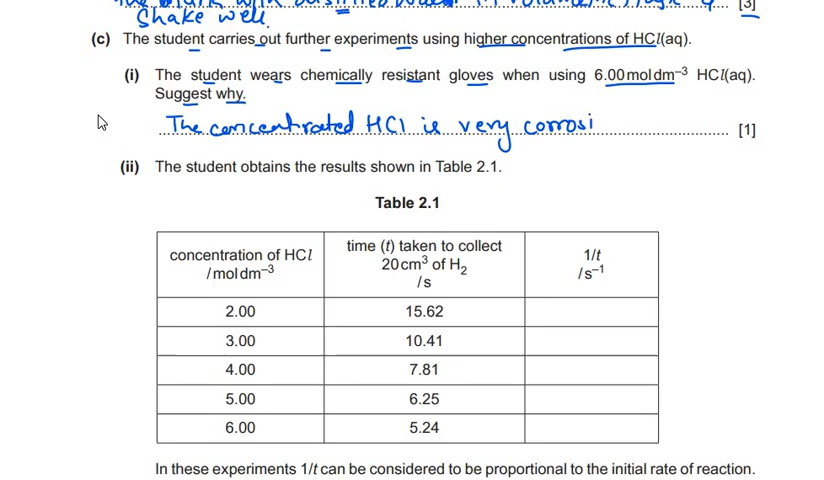 [3]
Shake well.
(c) The student carries out further experiments using higher concentrations of HCl(aq).
(i) The student wears chemically resistant gloves when using 6.00 mol dm⁻³ HCl(aq).
Suggest why.
The concentrated HCl is very corrosi
[1]
(ii) The student obtains the results shown in Table 2.1.
Table 2.1
concentration of HCl /mol dm⁻³ | time (t) taken to collect 20 cm³ of H₂ /s | 1/t /s⁻¹
2.00 | 15.62
3.00 | 10.41
4.00 | 7.81
5.00 | 6.25
6.00 | 5.24
In these experiments 1/t can be considered to be proportional to the initial rate of reaction.